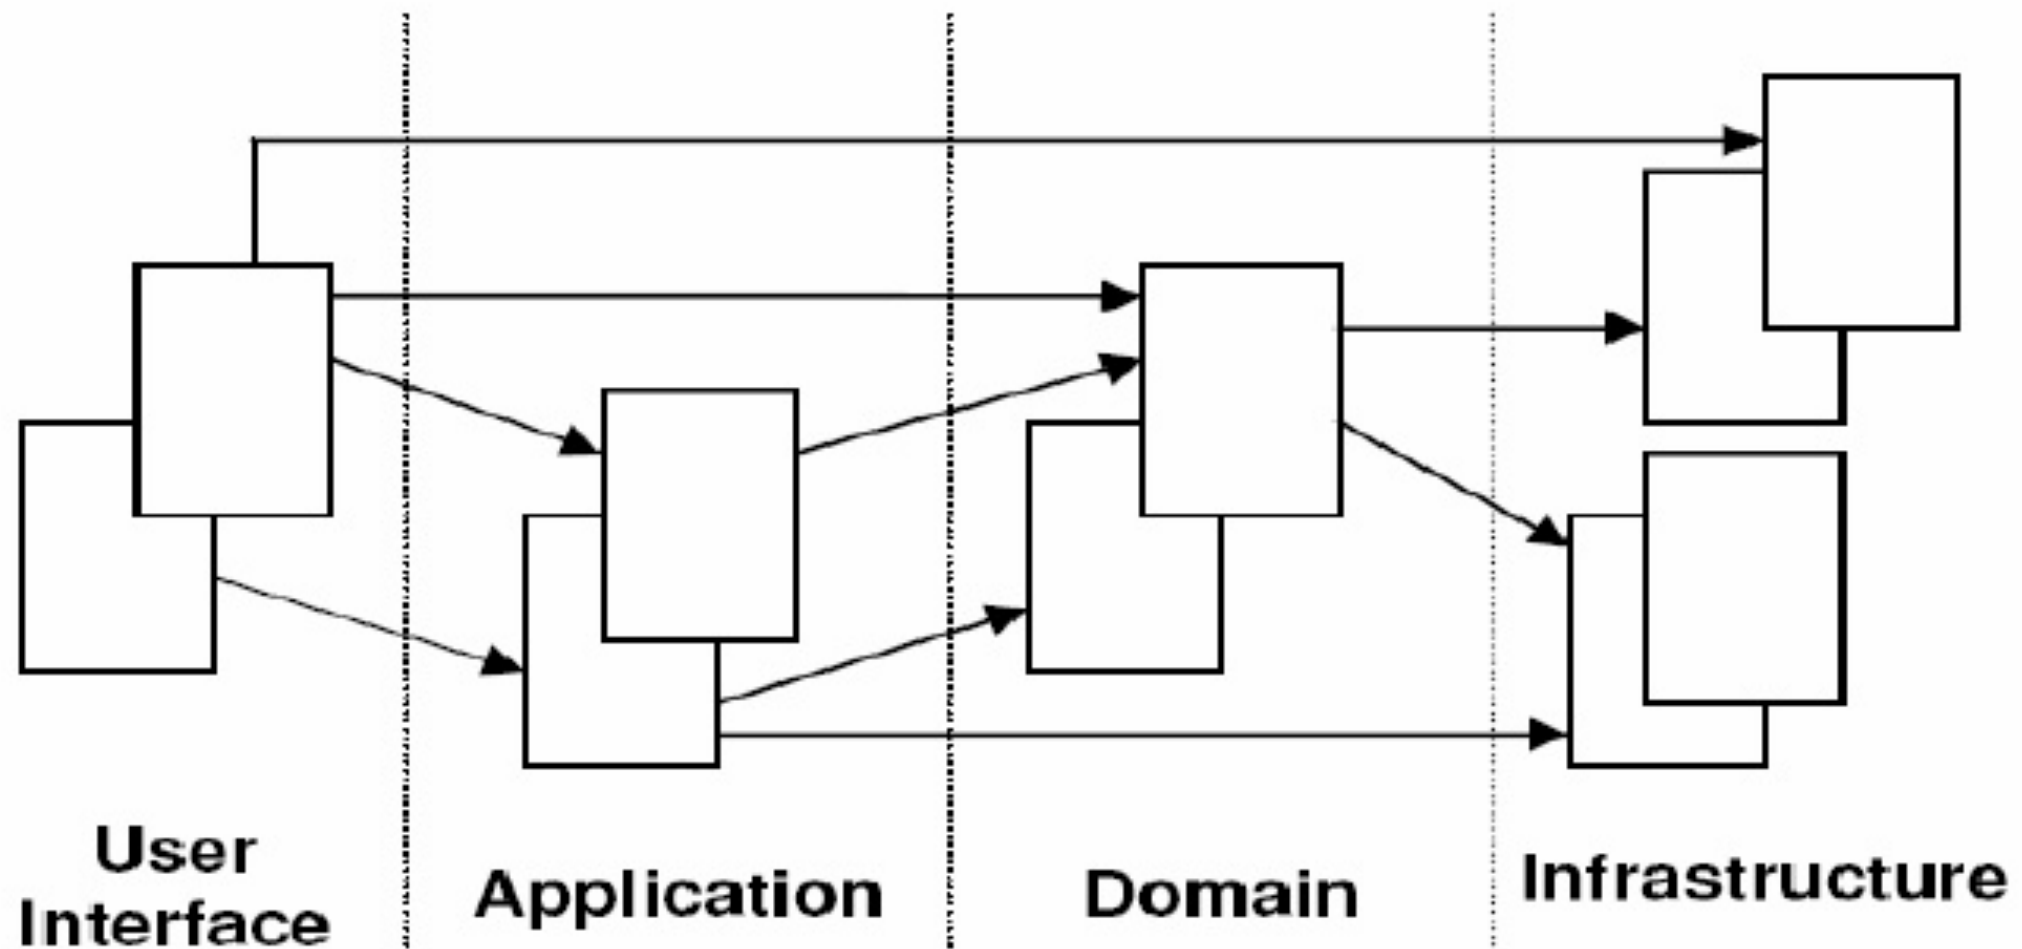 User
Interface
Application
Domain
Infrastructure